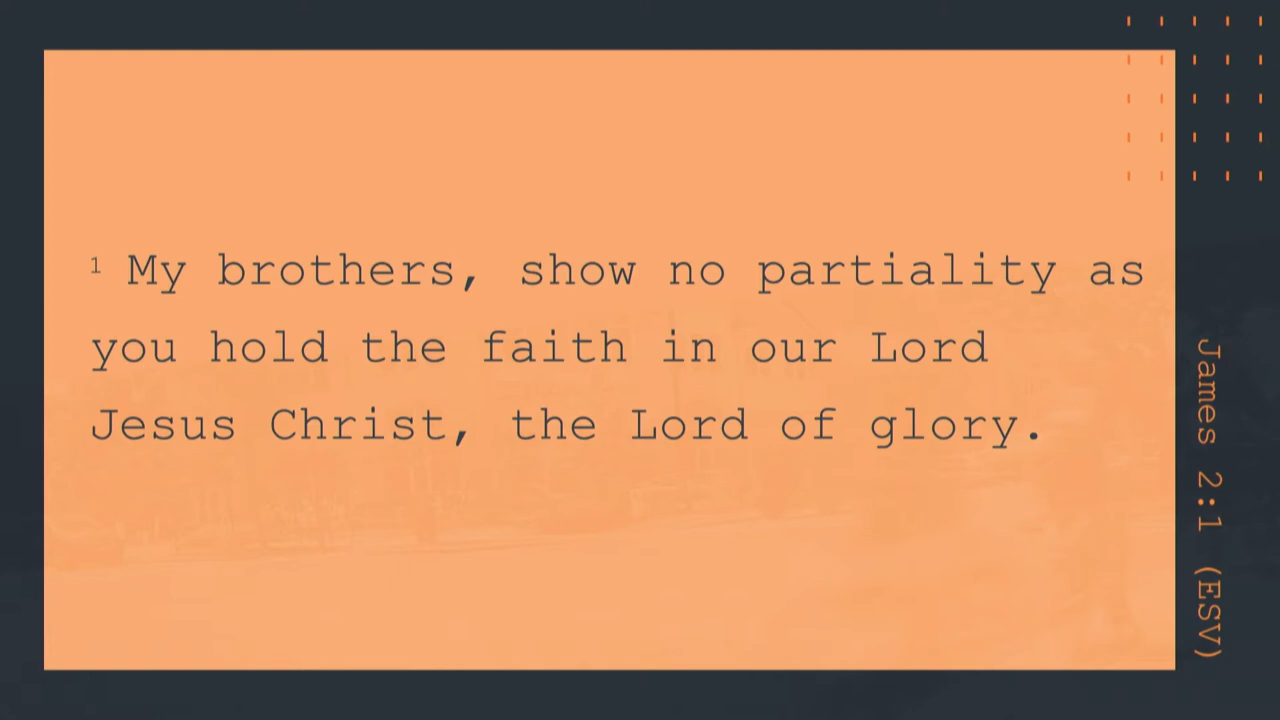 1 My brothers, show no partiality as
you hold the faith in our Lord
Jesus Christ, the Lord of glory.
James 2:1 (ESV)